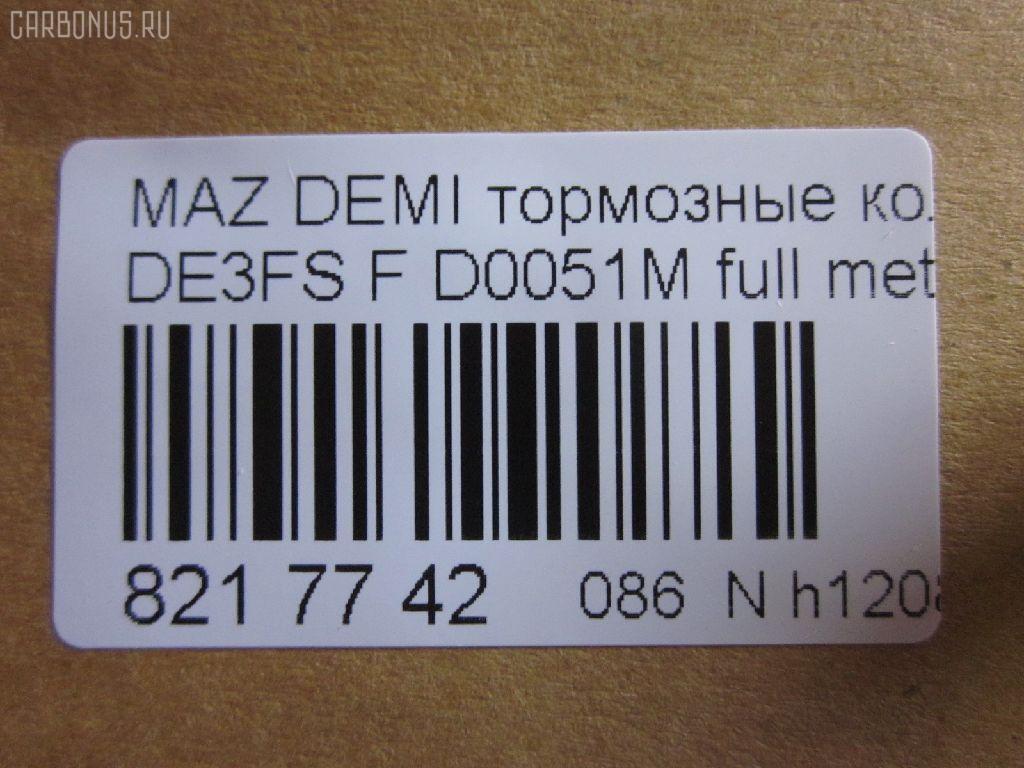 CARBONUS.RU
MAZ DEMI тормозные ко
DE3FS F D0051M full met
821 77 42 086 N h120